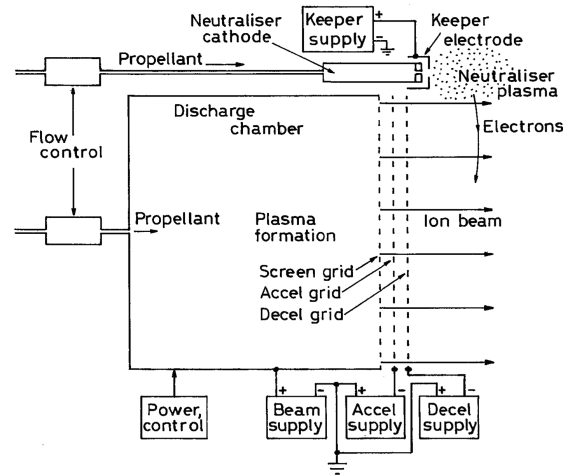 Neutraliser
cathode
Keeper
supply
+
-
Keeper
electrode
Propellant
Neutraliser
plasma
Discharge
chamber
Electrons
Flow
control
Propellant
Plasma
formation
Ion beam
Screen grid
Accel grid
Decel grid
+ - + - + -
Power,
control
Beam
supply
Accel
supply
Decel
supply